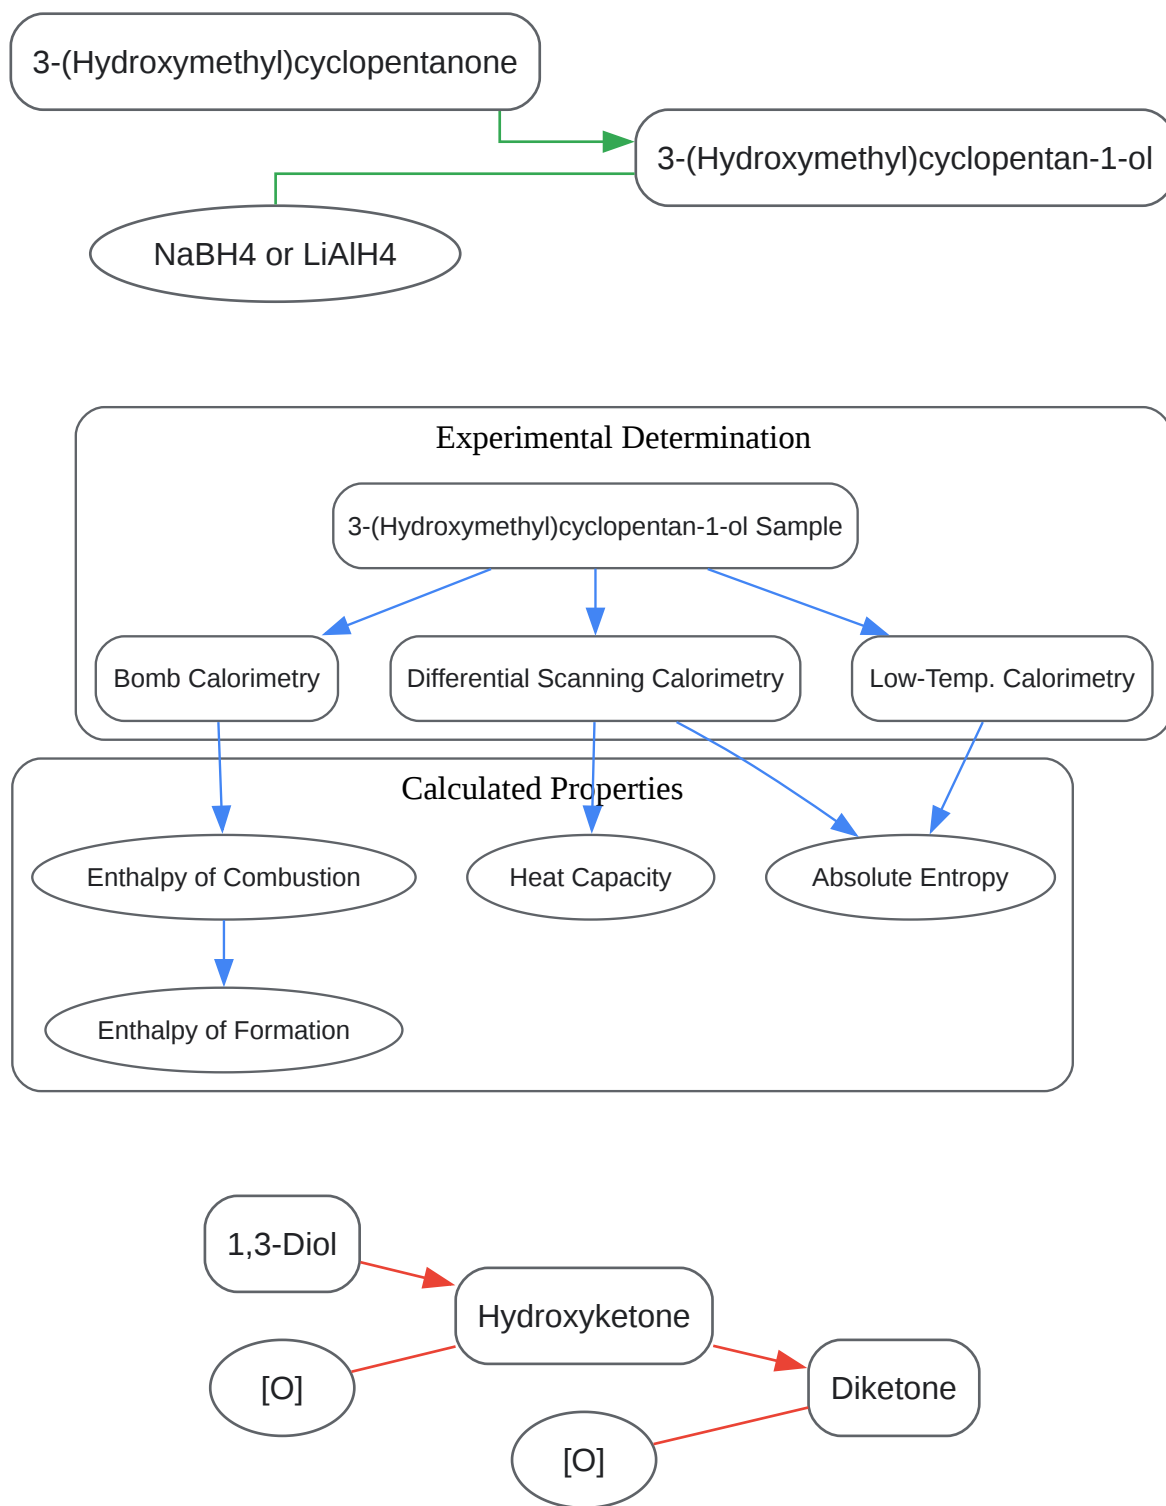 3-(Hydroxymethyl)cyclopentanone
3-(Hydroxymethyl)cyclopentan-1-ol
NaBH4 or LiAlH4
Experimental Determination
3-(Hydroxymethyl)cyclopentan-1-ol Sample
Bomb Calorimetry
Differential Scanning Calorimetry
Low-Temp. Calorimetry
Calculated Properties
Enthalpy of Combustion
Heat Capacity
Absolute Entropy
Enthalpy of Formation
1,3-Diol
Hydroxyketone
[O]
Diketone
[O]